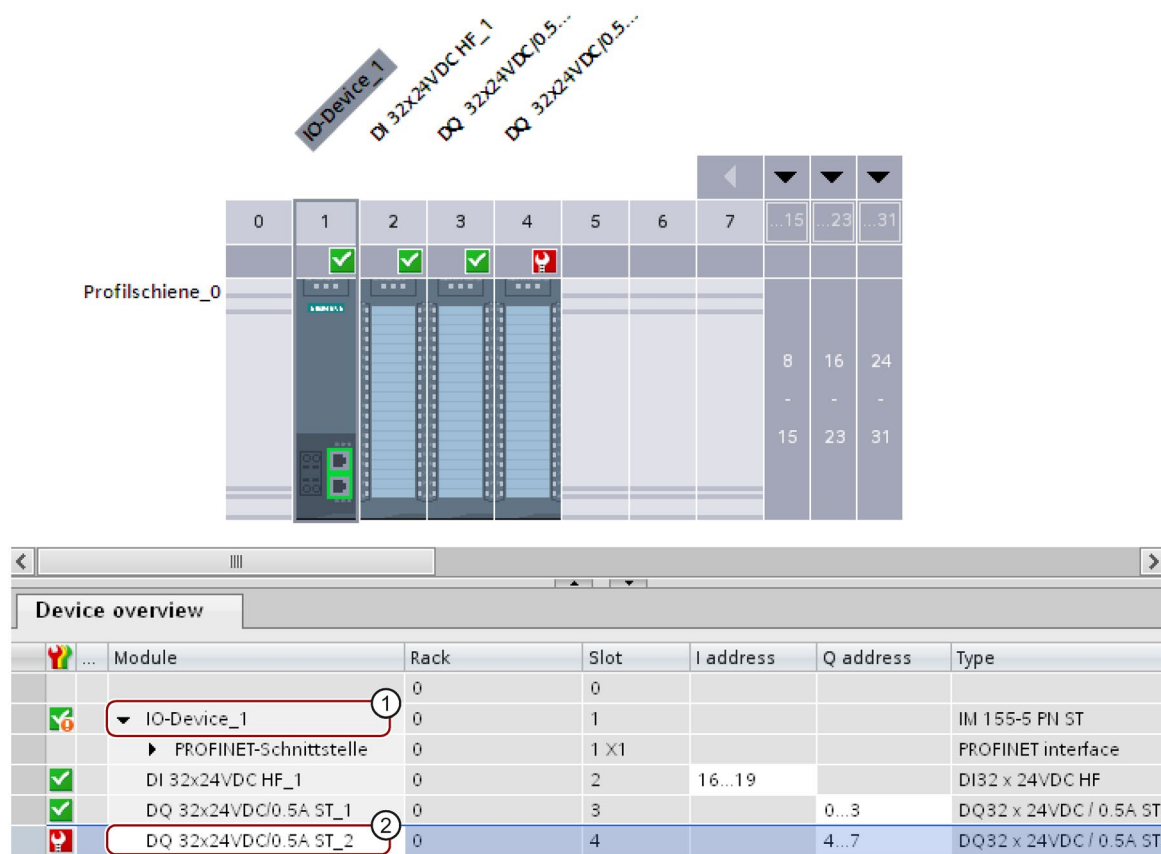 IO-Device_1
DI 32x24VDC HF_1
DQ 32x24VDC/0.5...
DQ 32x24VDC/0.5...
0 1 2 3 4 5 6 7 ...15 ...23 ...31
Profilschiene_0
SIEMENS
8 16 24
- - -
15 23 31
Device overview
... Module Rack Slot I address Q address Type
0 0
1
IO-Device_1 0 1 IM 155-5 PN ST
PROFINET-Schnittstelle 0 1 X1 PROFINET interface
DI 32x24VDC HF_1 0 2 16...19 DI32 x 24VDC HF
DQ 32x24VDC/0.5A ST_1 0 3 0...3 DQ32 x 24VDC / 0.5A ST
2
DQ 32x24VDC/0.5A ST_2 0 4 4...7 DQ32 x 24VDC / 0.5A ST